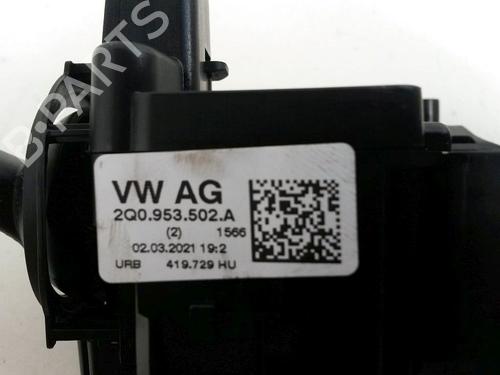 B-PARTS
VW AG
2Q0.953.502.A
(2) 1566
02.03.2021 19:2
URB 419.729 HU